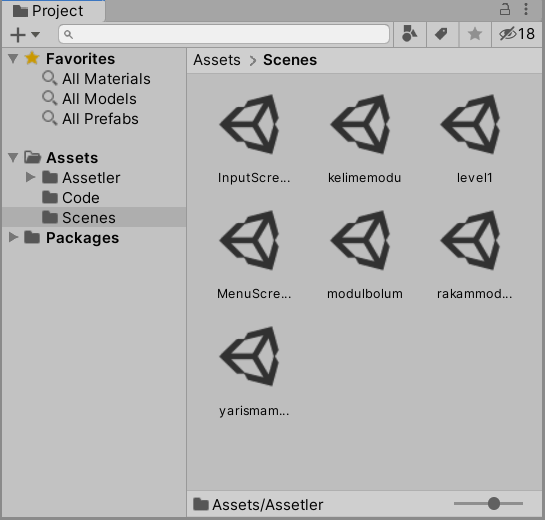 Project
18
Favorites
All Materials
All Models
All Prefabs
Assets
Assetler
Code
Scenes
Packages
Assets > Scenes
InputScre... kelimemodu level1
MenuScre... modulbolum rakammod...
yarismam...
Assets/Assetler